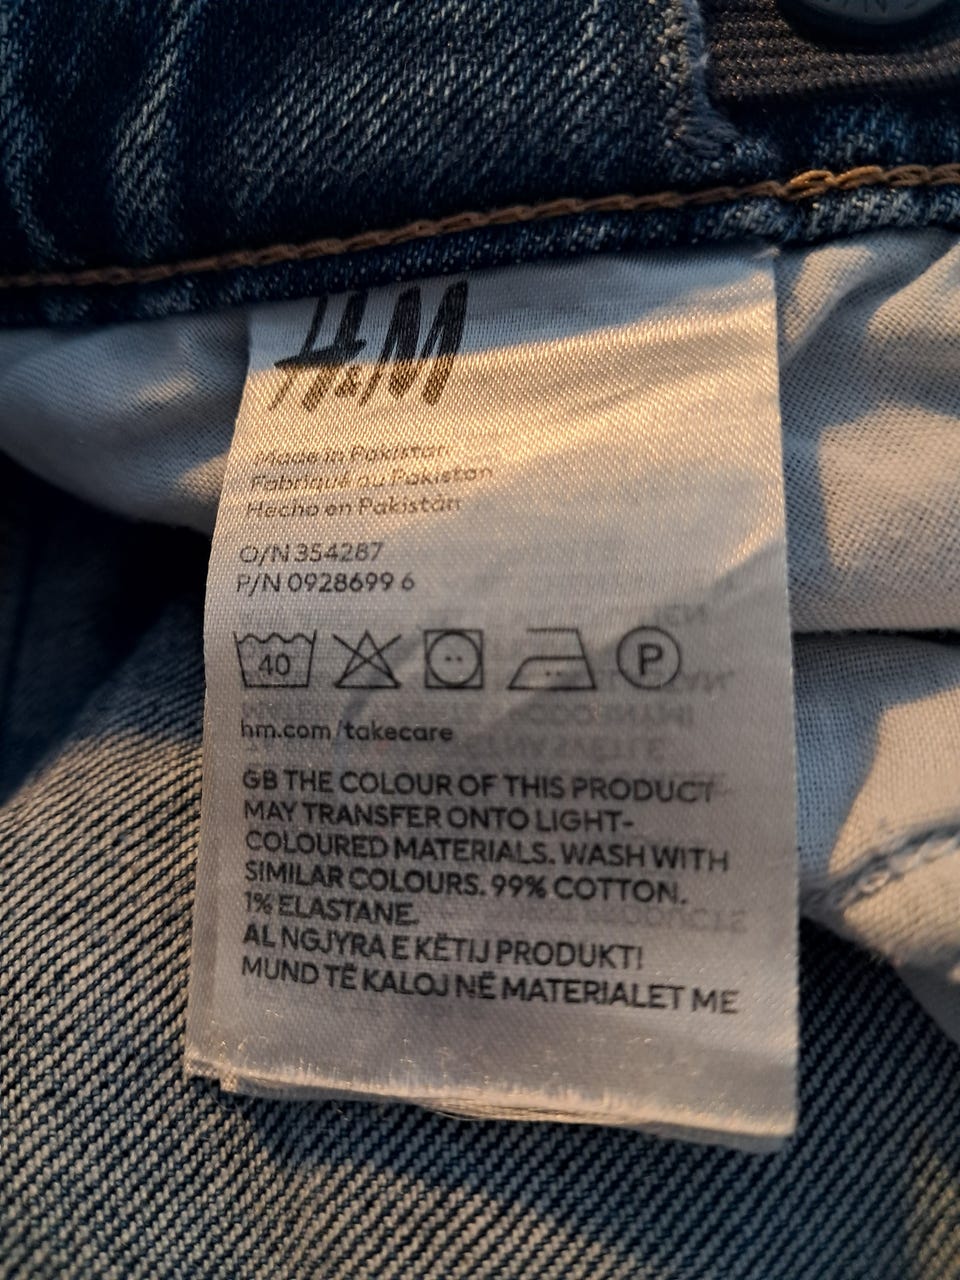 H&M
Made in Pakistan
Fabriqué au Pakistan
Hecho en Pakistán
O/N 354287
P/N 0928699 6
40 P
hm.com/takecare
GB THE COLOUR OF THIS PRODUCT
MAY TRANSFER ONTO LIGHT-
COLOURED MATERIALS. WASH WITH
SIMILAR COLOURS. 99% COTTON.
1% ELASTANE.
AL NGJYRA E KËTIJ PRODUKTI
MUND TË KALOJ NË MATERIALET ME